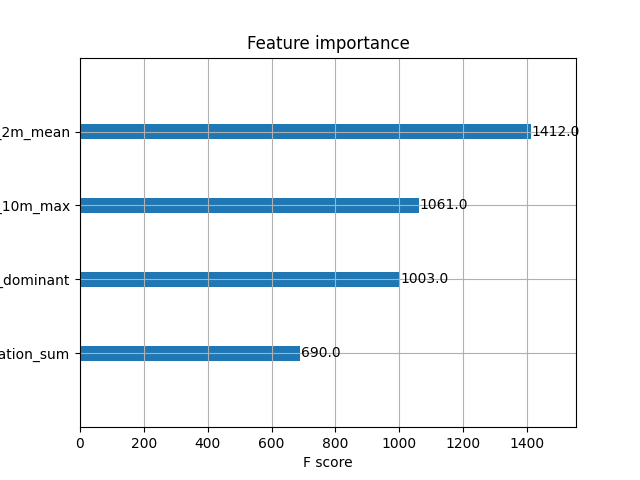 Feature importance
_2m_mean
1412.0
_10m_max
1061.0
_dominant
1003.0
ation_sum
690.0
0 200 400 600 800 1000 1200 1400
F score